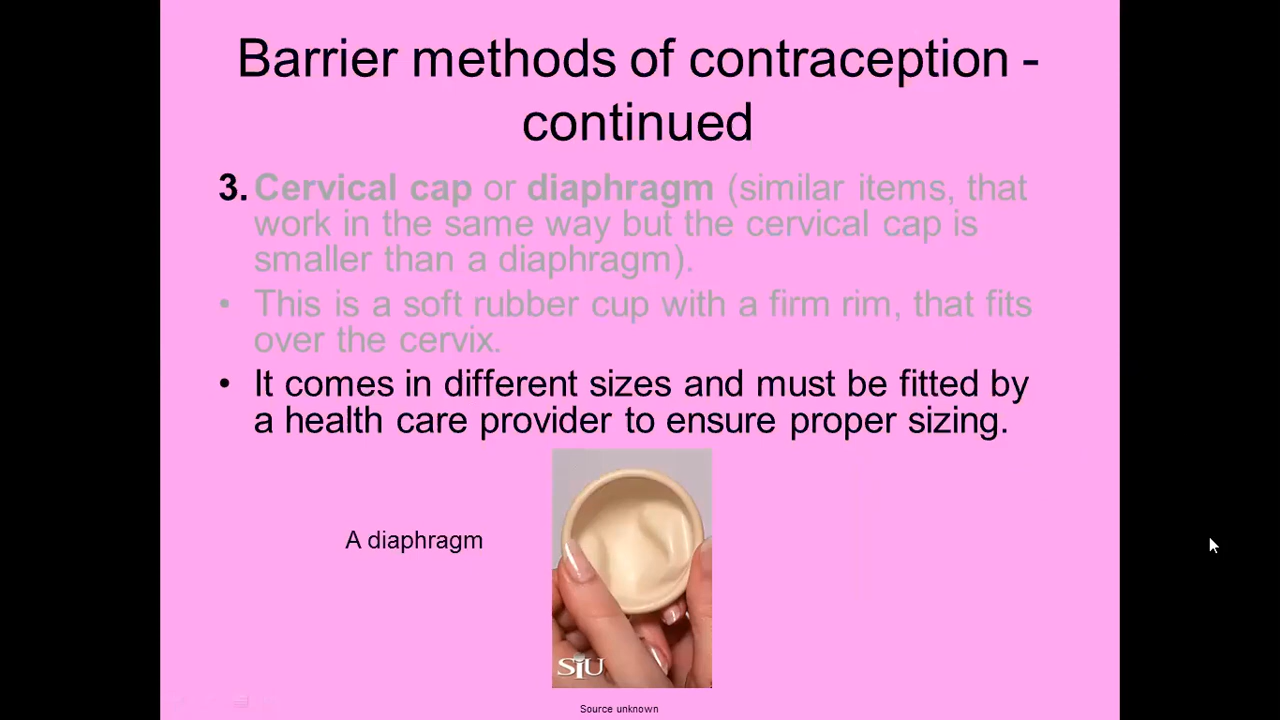 Barrier methods of contraception -
continued
3. Cervical cap or diaphragm (similar items, that
work in the same way but the cervical cap is
smaller than a diaphragm).
• This is a soft rubber cup with a firm rim, that fits
over the cervix.
• It comes in different sizes and must be fitted by
a health care provider to ensure proper sizing.
A diaphragm
SIU
Source unknown